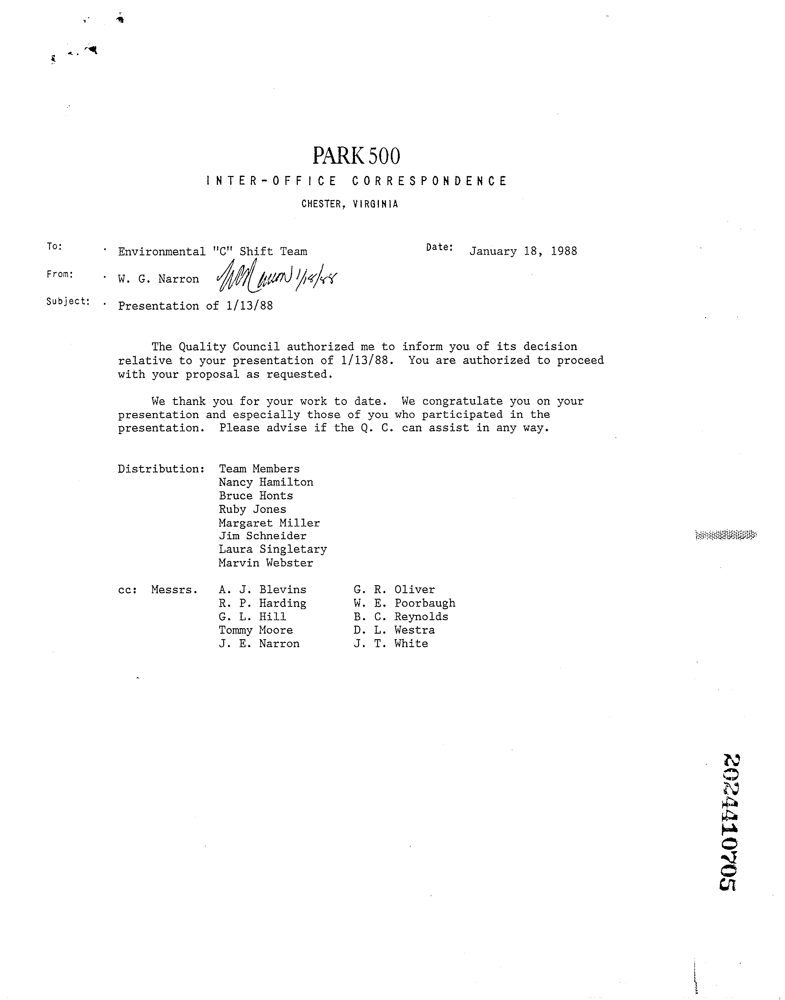 PARK 500
INTER-OFFICE CORRESPONDENCE
CHESTER, VIRGINIA
To: Environmental "C" Shift Team Date: January 18, 1988
From: W. G. Narron 1/18/88
Subject: Presentation of 1/13/88
The Quality Council authorized me to inform you of its decision
relative to your presentation of 1/13/88. You are authorized to proceed
with your proposal as requested.
We thank you for your work to date. We congratulate you on your
presentation and especially those of you who participated in the
presentation. Please advise if the Q. C. can assist in any way.
Distribution: Team Members
Nancy Hamilton
Bruce Honts
Ruby Jones
Margaret Miller
Jim Schneider
Laura Singletary
Marvin Webster
cc: Messrs. A. J. Blevins G. R. Oliver
R. P. Harding W. E. Poorbaugh
G. L. Hill B. C. Reynolds
Tommy Moore D. L. Westra
J. E. Narron J. T. White
2024410705